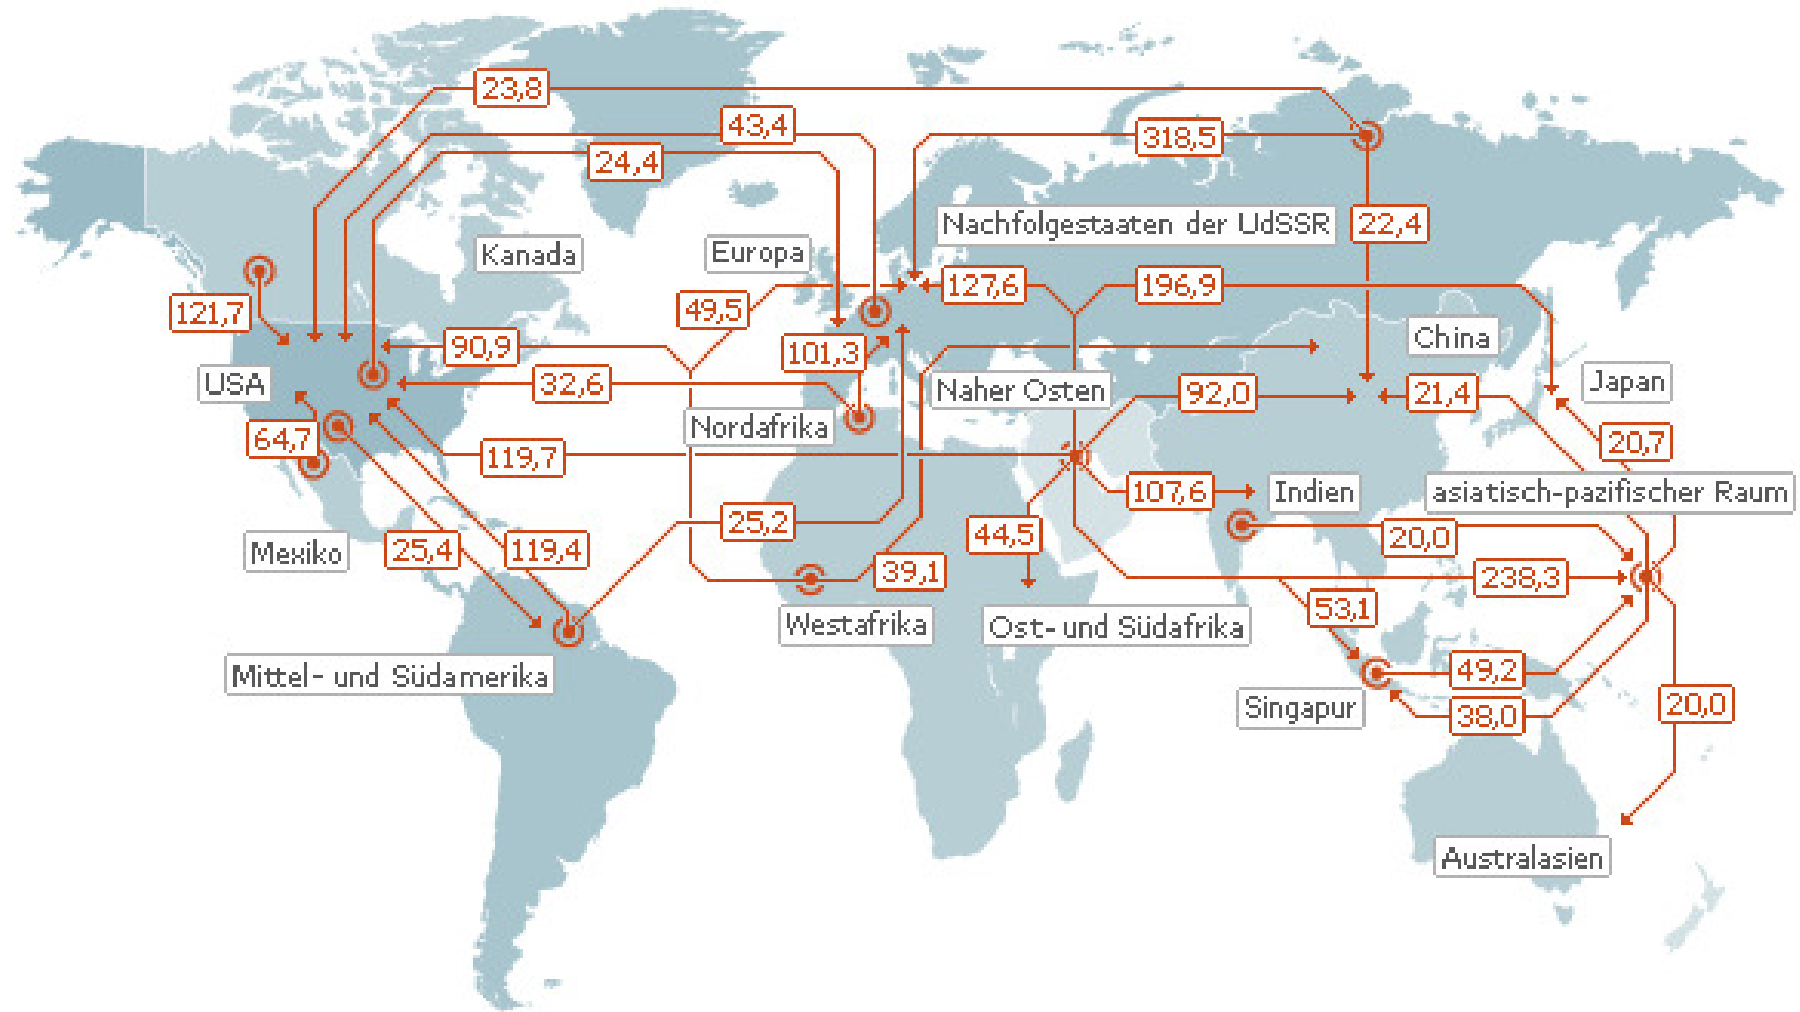 23,8
43,4
318,5
24,4
Nachfolgestaaten der UdSSR
22,4
Kanada
Europa
127,6
196,9
121,7
49,5
90,9
101,3
China
USA
32,6
Naher Osten
92,0
21,4
Japan
Nordafrika
64,7
20,7
119,7
107,6
Indien
asiatisch-pazifischer Raum
25,2
44,5
20,0
Mexiko
25,4
119,4
39,1
238,3
53,1
Westafrika
Ost- und Südafrika
Mittel- und Südamerika
49,2
Singapur
38,0
20,0
Australasien